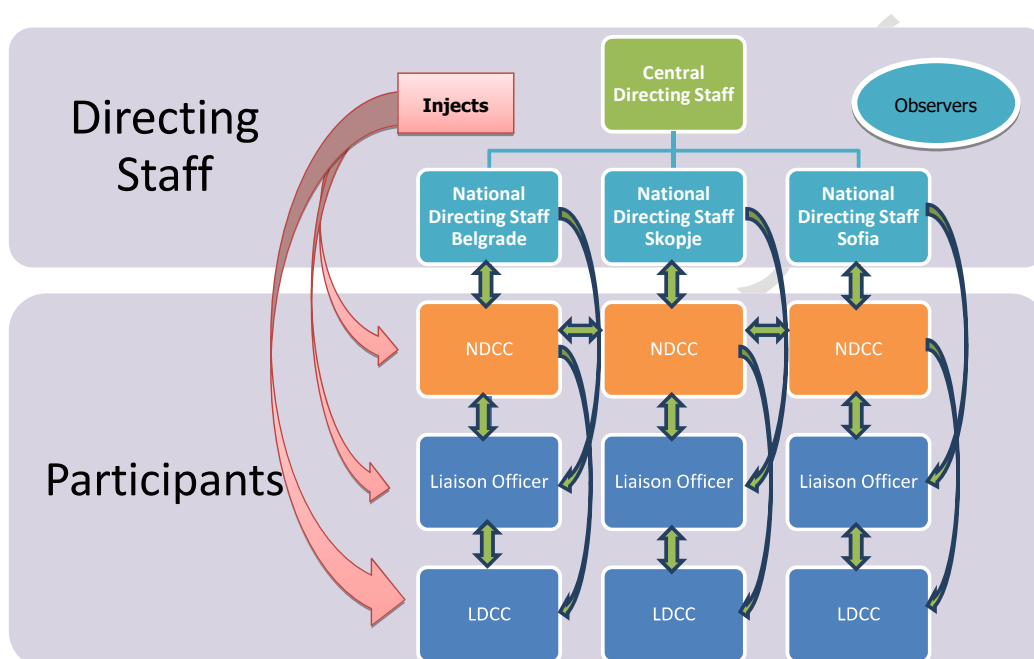 Directing
Staff
Injects
Central
Directing Staff
Observers
National
Directing Staff
Belgrade
National
Directing Staff
Skopje
National
Directing Staff
Sofia
Participants
NDCC
NDCC
NDCC
Liaison Officer
Liaison Officer
Liaison Officer
LDCC
LDCC
LDCC